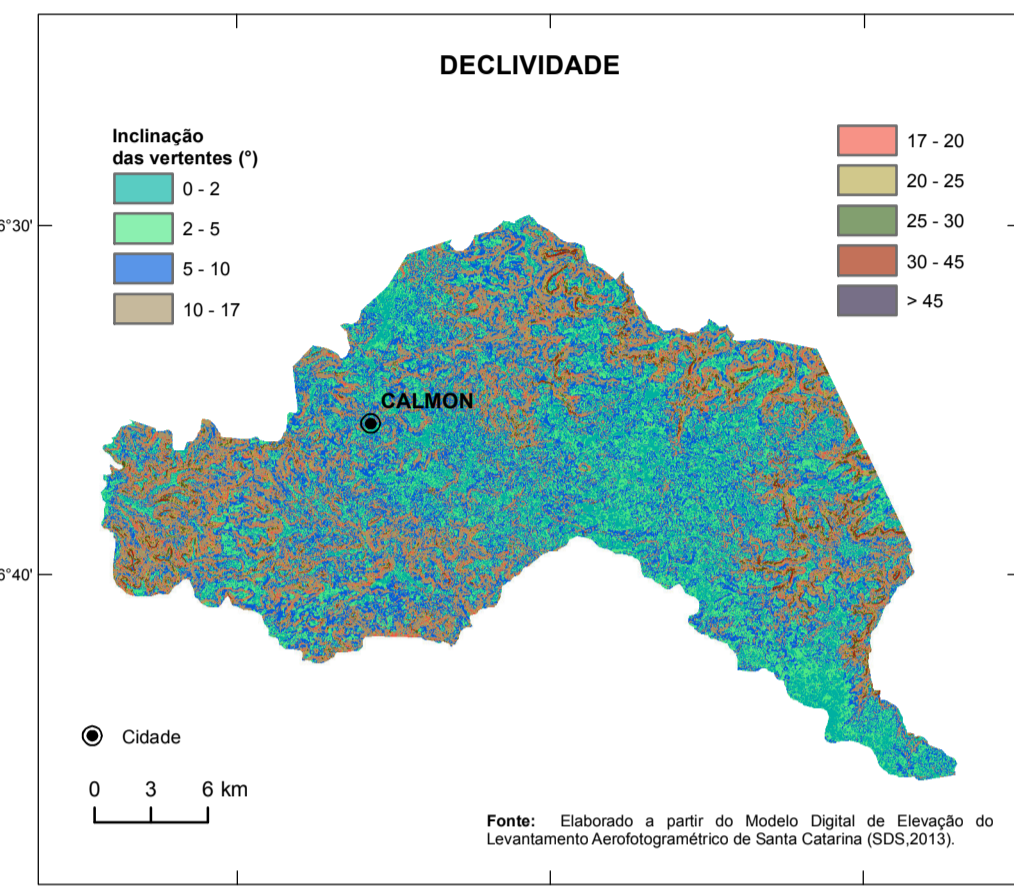 DECLIVIDADE
Inclinação
das vertentes (°)
0 - 2
2 - 5
5 - 10
10 - 17
17 - 20
20 - 25
25 - 30
30 - 45
> 45
6°30'
CALMON
6°40'
Cidade
0 3 6 km
Fonte: Elaborado a partir do Modelo Digital de Elevação do
Levantamento Aerofotogramétrico de Santa Catarina (SDS,2013).